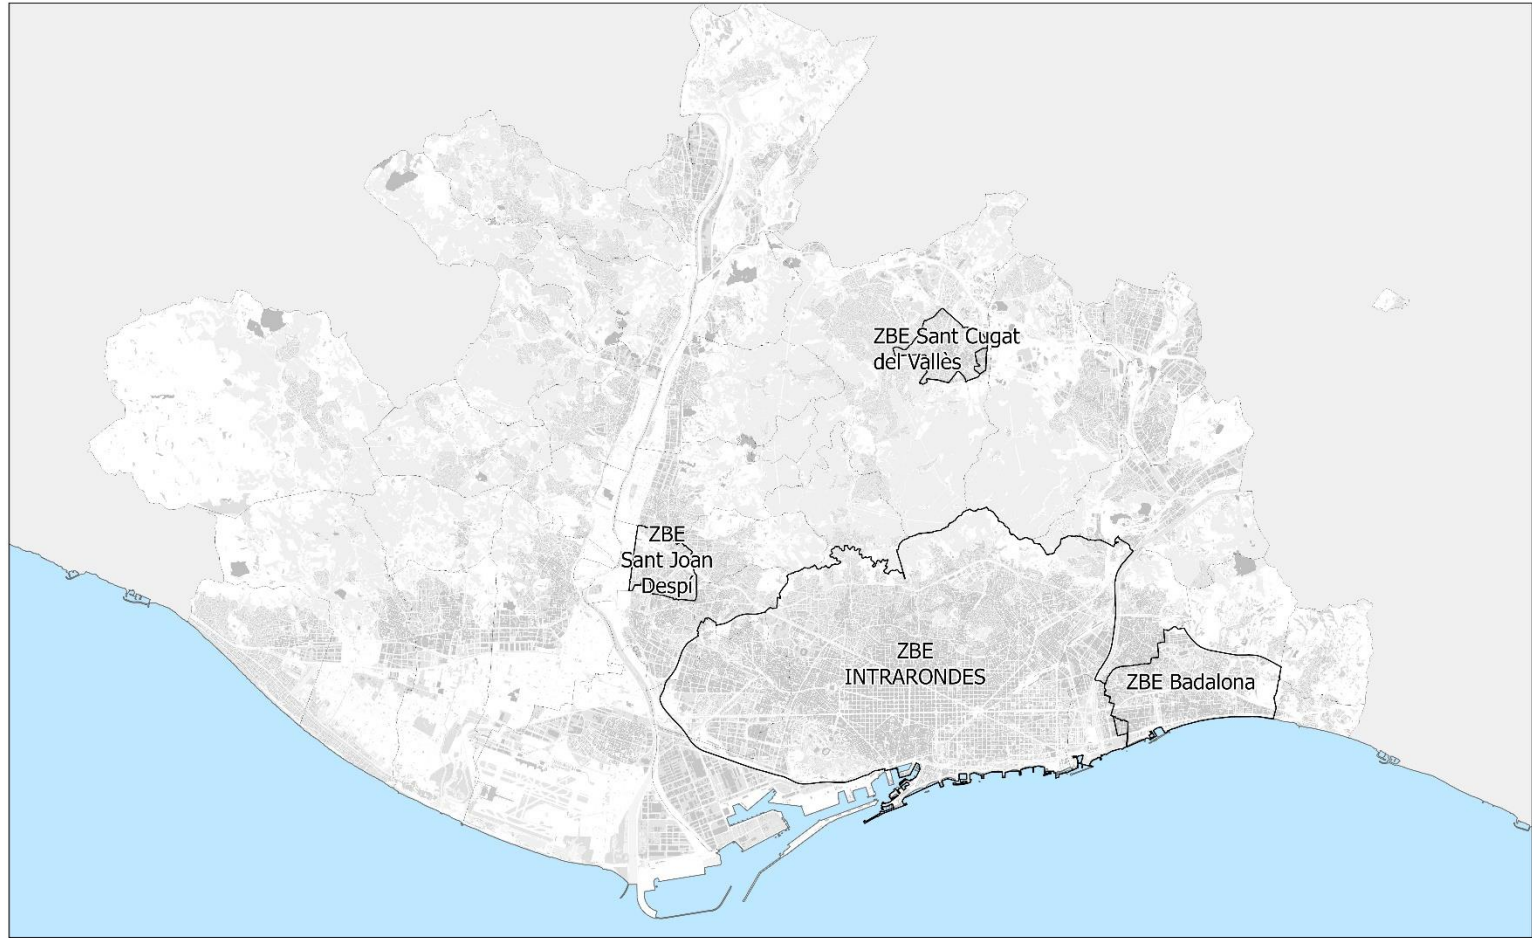 ZBE Sant Cugat
del Vallès
ZBE
Sant Joan
Despí
ZBE
INTRARONDES
ZBE Badalona